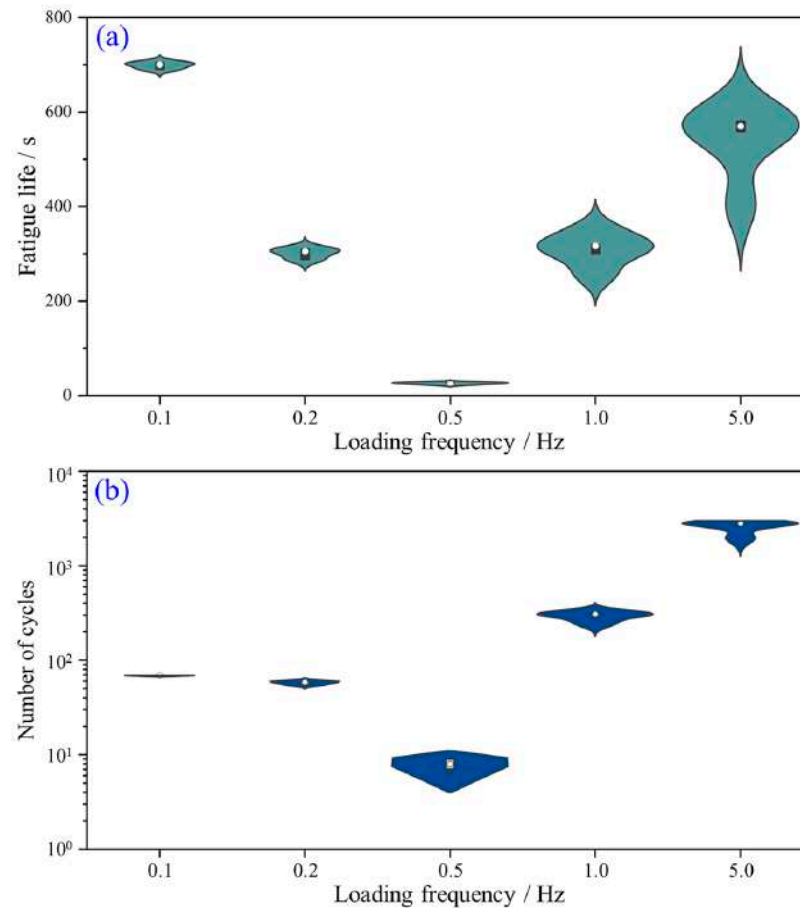 (a)
800
600
400
200
0
Fatigue life / s
0.1 0.2 0.5 1.0 5.0
Loading frequency / Hz
(b)
10⁴
10³
10²
10¹
10⁰
Number of cycles
0.1 0.2 0.5 1.0 5.0
Loading frequency / Hz